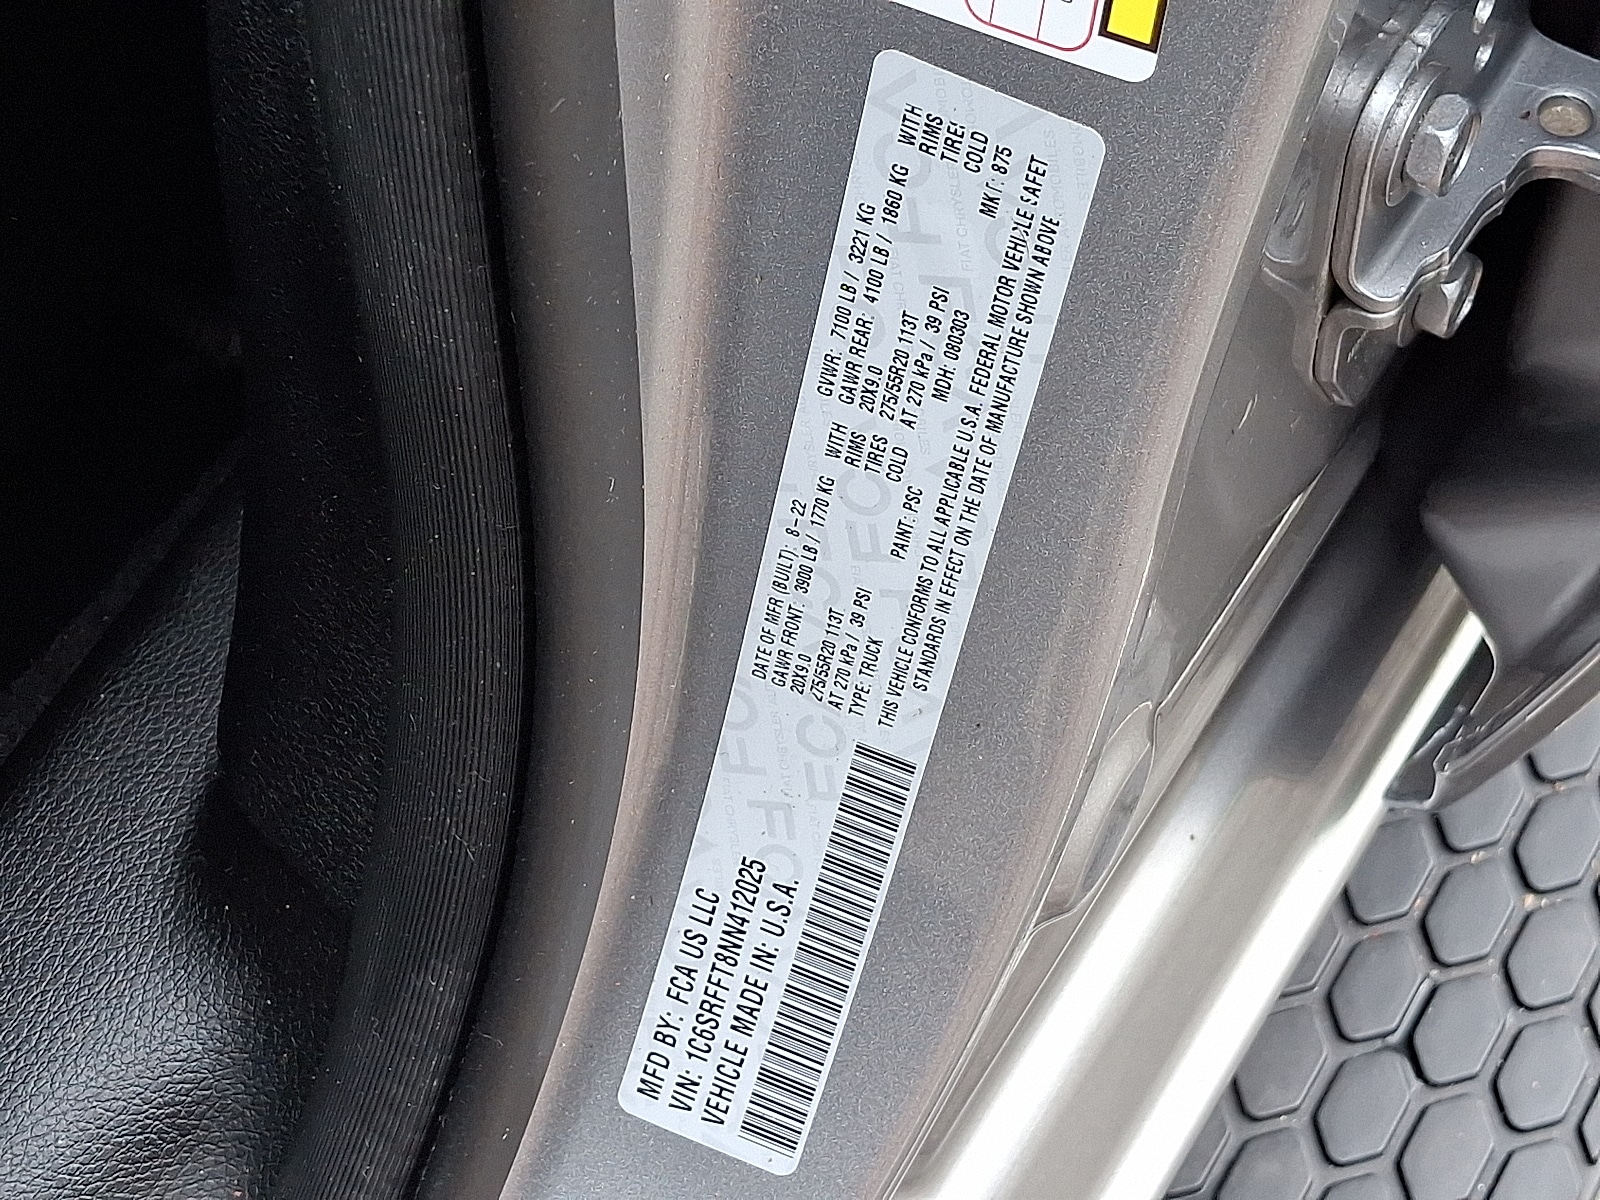 MFD BY: FCA US LLC
VIN: 1C6SRFFT8NN412025
VEHICLE MADE IN: U.S.A.
DATE OF MFR (BUILT): 8-22 GVWR: 7100 LB / 3221 KG
GAWR FRONT: 3900 LB / 1770 KG WITH GAWR REAR: 4100 LB / 1860 KG WITH
20X9.0 RIMS 20X9.0 RIMS
275/55R20 113T TIRES 275/55R20 113T TIRES
AT 270 kPa / 39 PSI COLD AT 270 kPa / 39 PSI COLD
TYPE: TRUCK PAINT: PSC MDH: 080303 MKT: 875
THIS VEHICLE CONFORMS TO ALL APPLICABLE U.S.A. FEDERAL MOTOR VEHICLE SAFET
STANDARDS IN EFFECT ON THE DATE OF MANUFACTURE SHOWN ABOVE